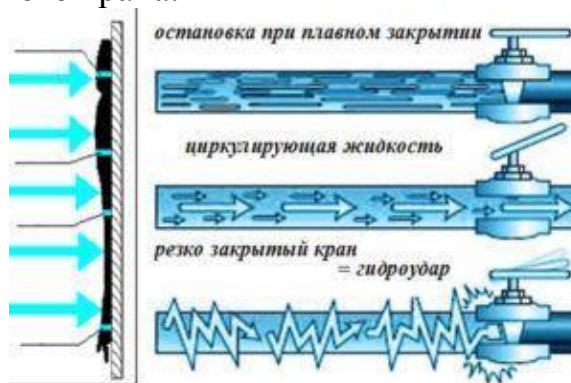 остановка при плавном закрытии
циркулирующая жидкость
резко закрытый кран
= гидроудар